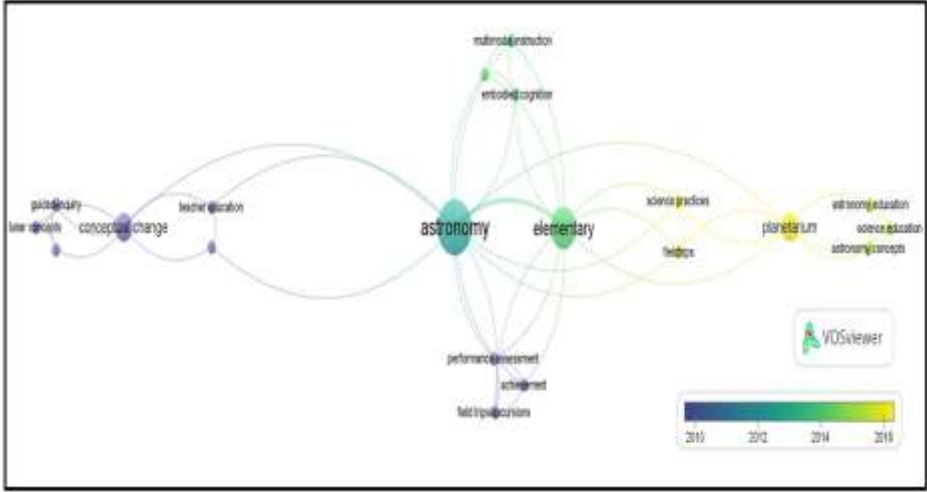 multimodal instruction
embodied cognition
guided inquiry
lunar concepts
conceptual change
teacher education
astronomy
elementary
science practices
field trips
planetarium
astronomy education
science education
astronomy concepts
performance assessment
achievement
field trips/excursions
VOSviewer
2010
2012
2014
2016